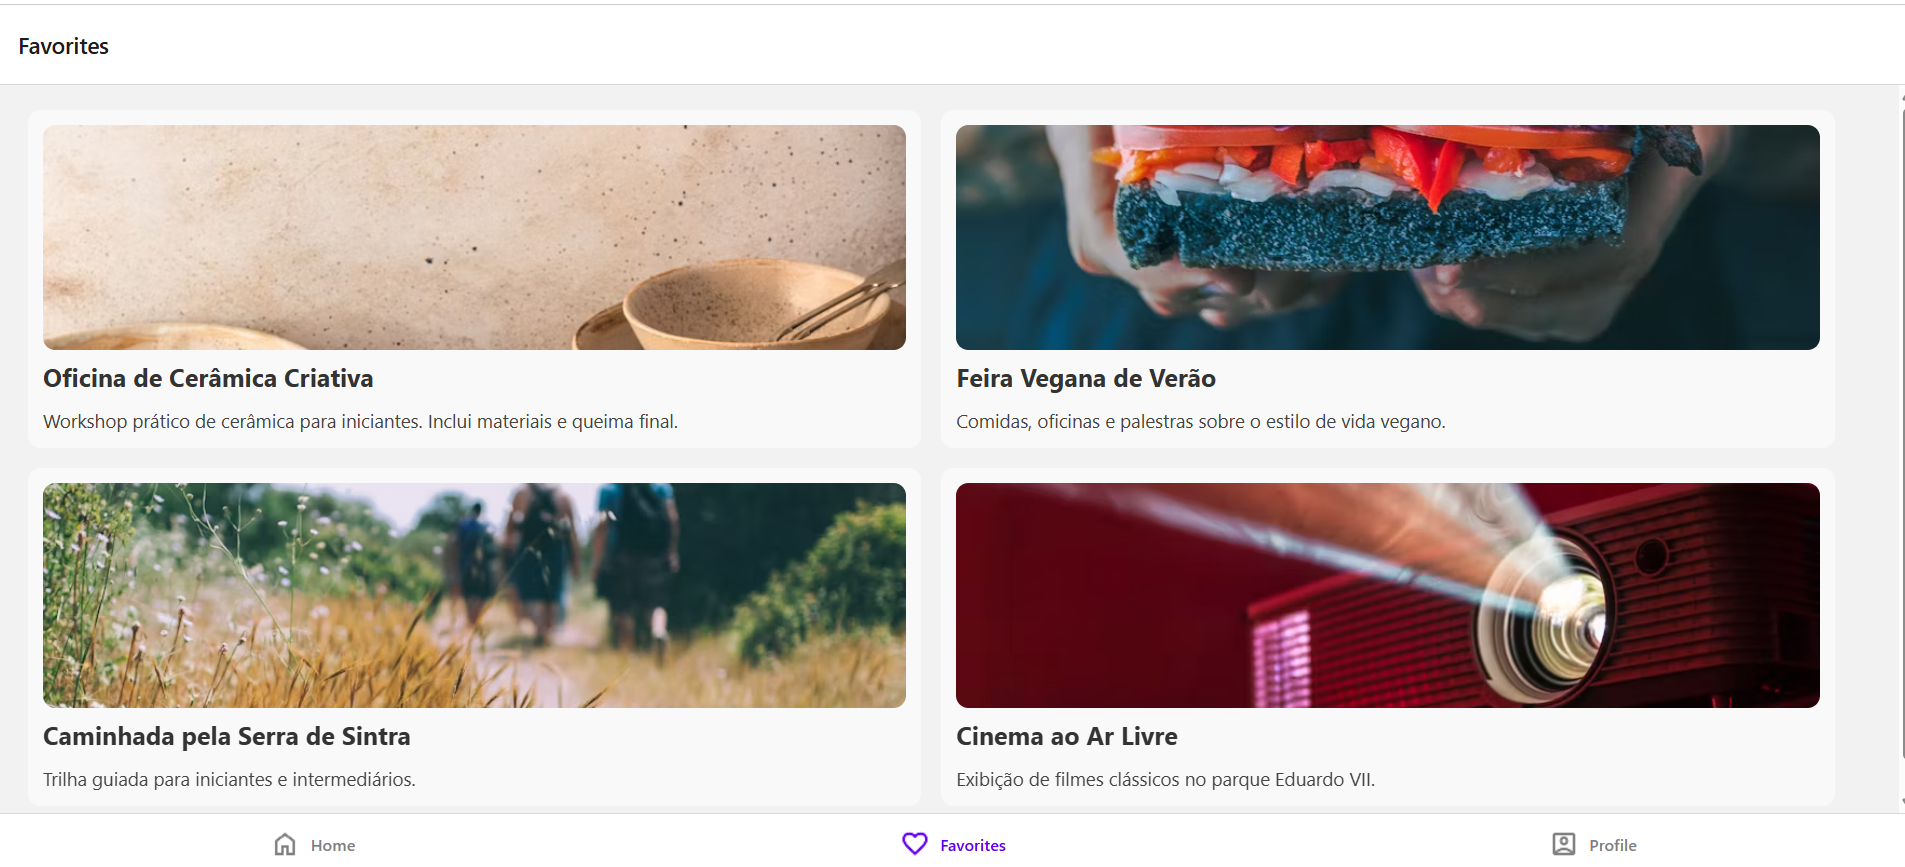 Favorites
Oficina de Cerâmica Criativa
Workshop prático de cerâmica para iniciantes. Inclui materiais e queima final.
Feira Vegana de Verão
Comidas, oficinas e palestras sobre o estilo de vida vegano.
Caminhada pela Serra de Sintra
Trilha guiada para iniciantes e intermediários.
Cinema ao Ar Livre
Exibição de filmes clássicos no parque Eduardo VII.
Home
Favorites
Profile